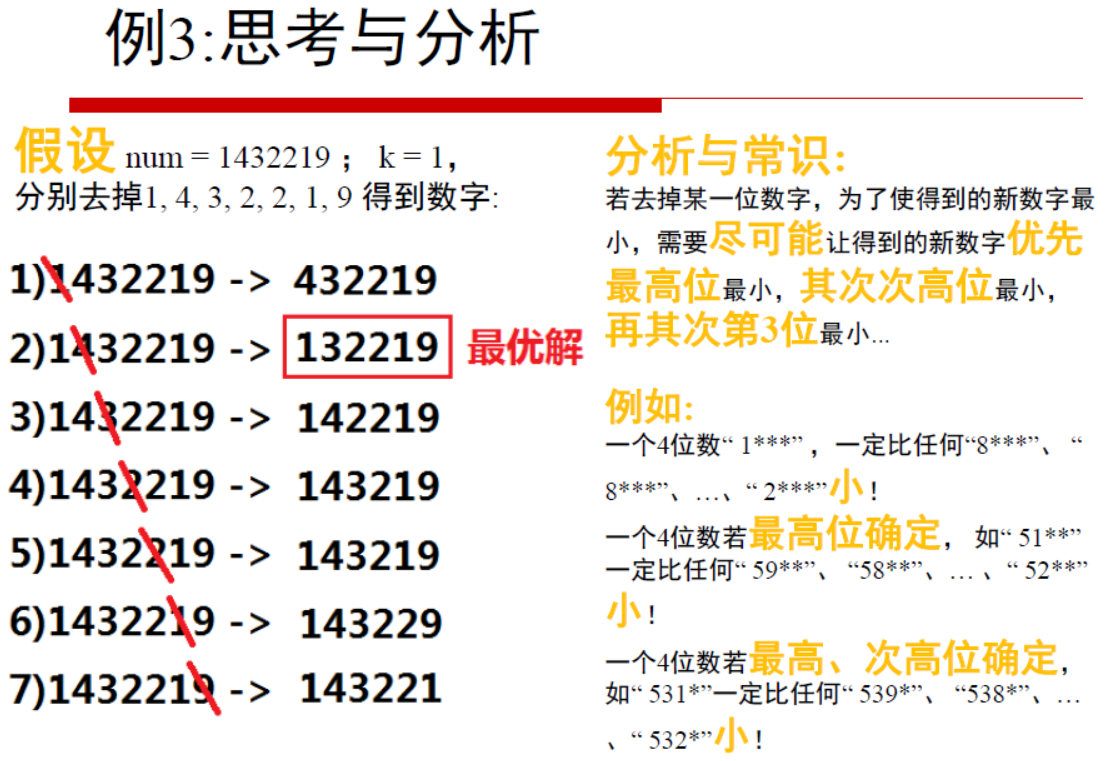 例3:思考与分析
假设 num = 1432219 ； k = 1，
分别去掉1, 4, 3, 2, 2, 1, 9 得到数字:
1)1432219 -> 432219
2)1432219 -> 132219 最优解
3)1432219 -> 142219
4)1432219 -> 143219
5)1432219 -> 143219
6)1432219 -> 143229
7)1432219 -> 143221
分析与常识:
若去掉某一位数字，为了使得到的新数字最
小，需要尽可能让得到的新数字优先
最高位最小，其次次高位最小，
再其次第3位最小...
例如:
一个4位数“ 1***” ，一定比任何“8***”、 “
8***”、…、“ 2***”小！
一个4位数若最高位确定， 如“ 51**”
一定比任何“ 59**”、 “58**”、… 、“ 52**”
小！
一个4位数若最高、次高位确定，
如“ 531*”一定比任何“ 539*”、 “538*”、…
、“ 532*”小！